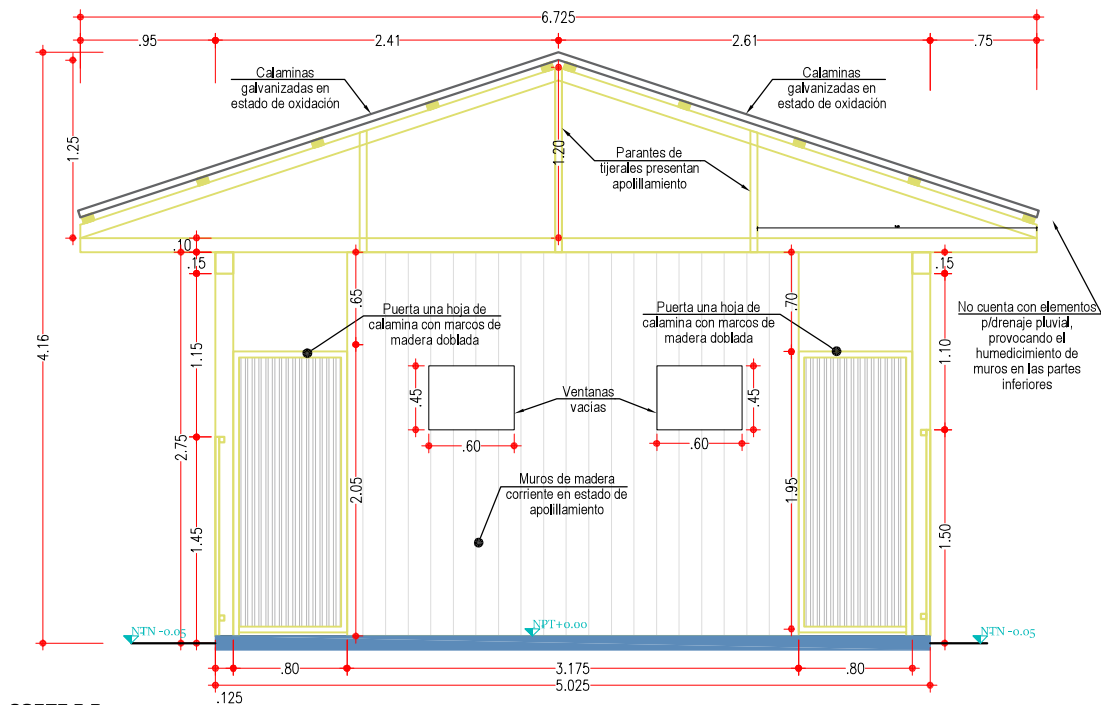 6.725
.95
2.41
2.61
.75
Calaminas
galvanizadas en
estado de oxidación
Calaminas
galvanizadas en
estado de oxidación
1.25
1.20
Parantes de
tijerales presentan
apolillamiento
.10
.15
.15
.65
.70
No cuenta con elementos
p/drenaje pluvial,
provocando el
humedicimiento de
muros en las partes
inferiores
Puerta una hoja de
calamina con marcos de
madera doblada
Puerta una hoja de
calamina con marcos de
madera doblada
4.16
1.15
1.10
.45
.45
Ventanas
vacias
.60
.60
2.75
2.05
1.95
Muros de madera
corriente en estado de
apolillamiento
1.45
1.50
NTN -0.05
NPT+0.00
NTN -0.05
.80
3.175
.80
5.025
.125